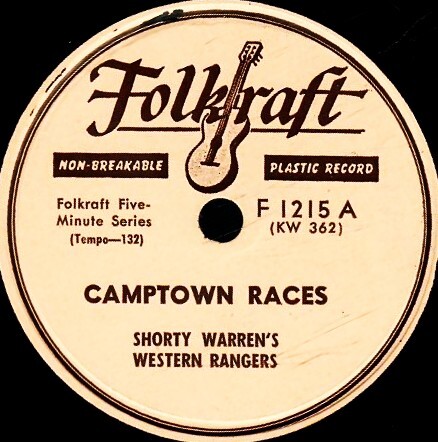 Folkraft
NON-BREAKABLE
PLASTIC RECORD
Folkraft Five-
Minute Series
(Tempo—132)
F 1215 A
(KW 362)
CAMPTOWN RACES
SHORTY WARREN'S
WESTERN RANGERS